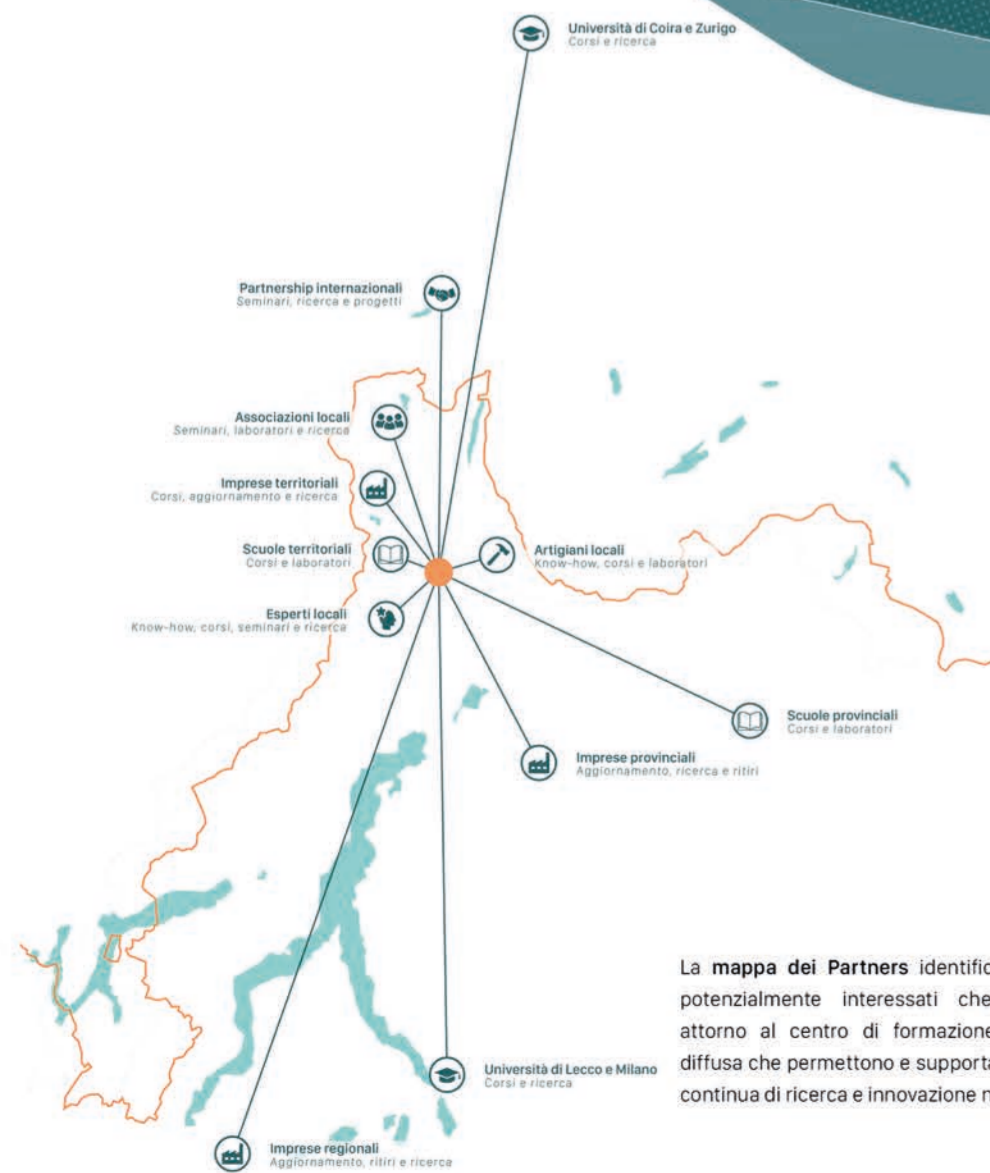 Università di Coira e Zurigo
Corsi e ricerca
Partnership internazionali
Seminari, ricerca e progetti
Associazioni locali
Seminari, laboratori e ricerca
Imprese territoriali
Corsi, aggiornamento e ricerca
Scuole territoriali
Corsi e laboratori
Artigiani locali
Know-how, corsi e laboratori
Esperti locali
Know-how, corsi, seminari e ricerca
Scuole provinciali
Corsi e laboratori
Imprese provinciali
Aggiornamento, ricerca e ritiri
La mappa dei Partners identific
potenzialmente interessati che
attorno al centro di formazione
diffusa che permettono e supporta
continua di ricerca e innovazione n
Università di Lecco e Milano
Corsi e ricerca
Imprese regionali
Aggiornamento, ritiri e ricerca